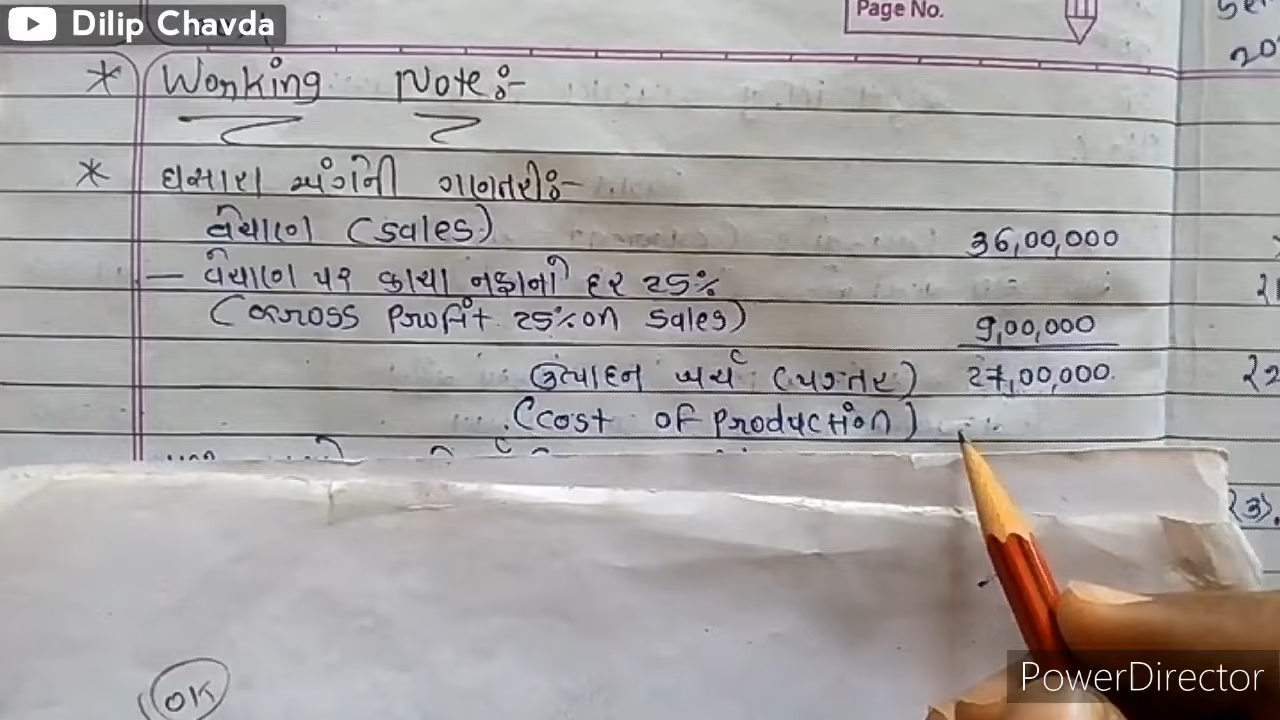 Dilip Chavda
Page No.
* Working Note:-
* ઘસારા અંગેની ગણતરી:-
વેચાણ (sales) 36,00,000
— વેચાણ પર કાચા નફાનો દર 25%
(Gross Profit 25% on sales) 9,00,000
ઉત્પાદન ખર્ચ (પડતર) 27,00,000
(cost of production)
OK
PowerDirector